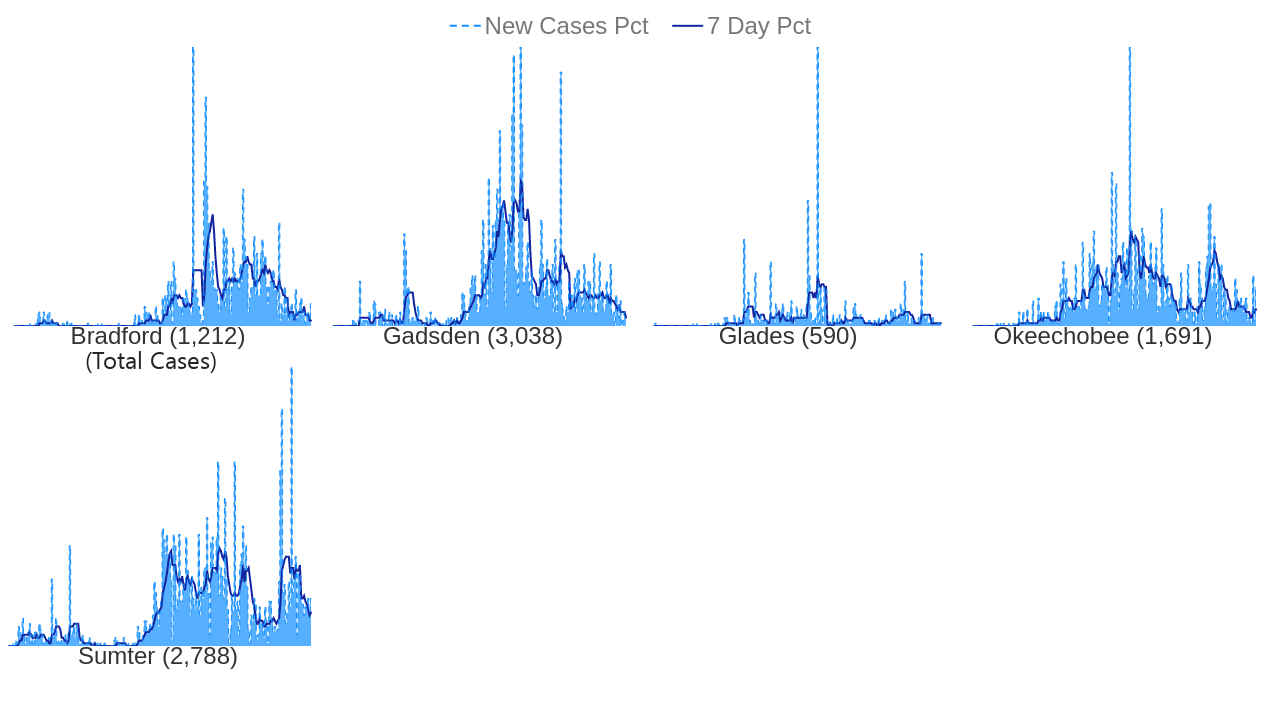 New Cases Pct 7 Day Pct
Bradford (1,212)
(Total Cases)
Gadsden (3,038)
Glades (590)
Okeechobee (1,691)
Sumter (2,788)